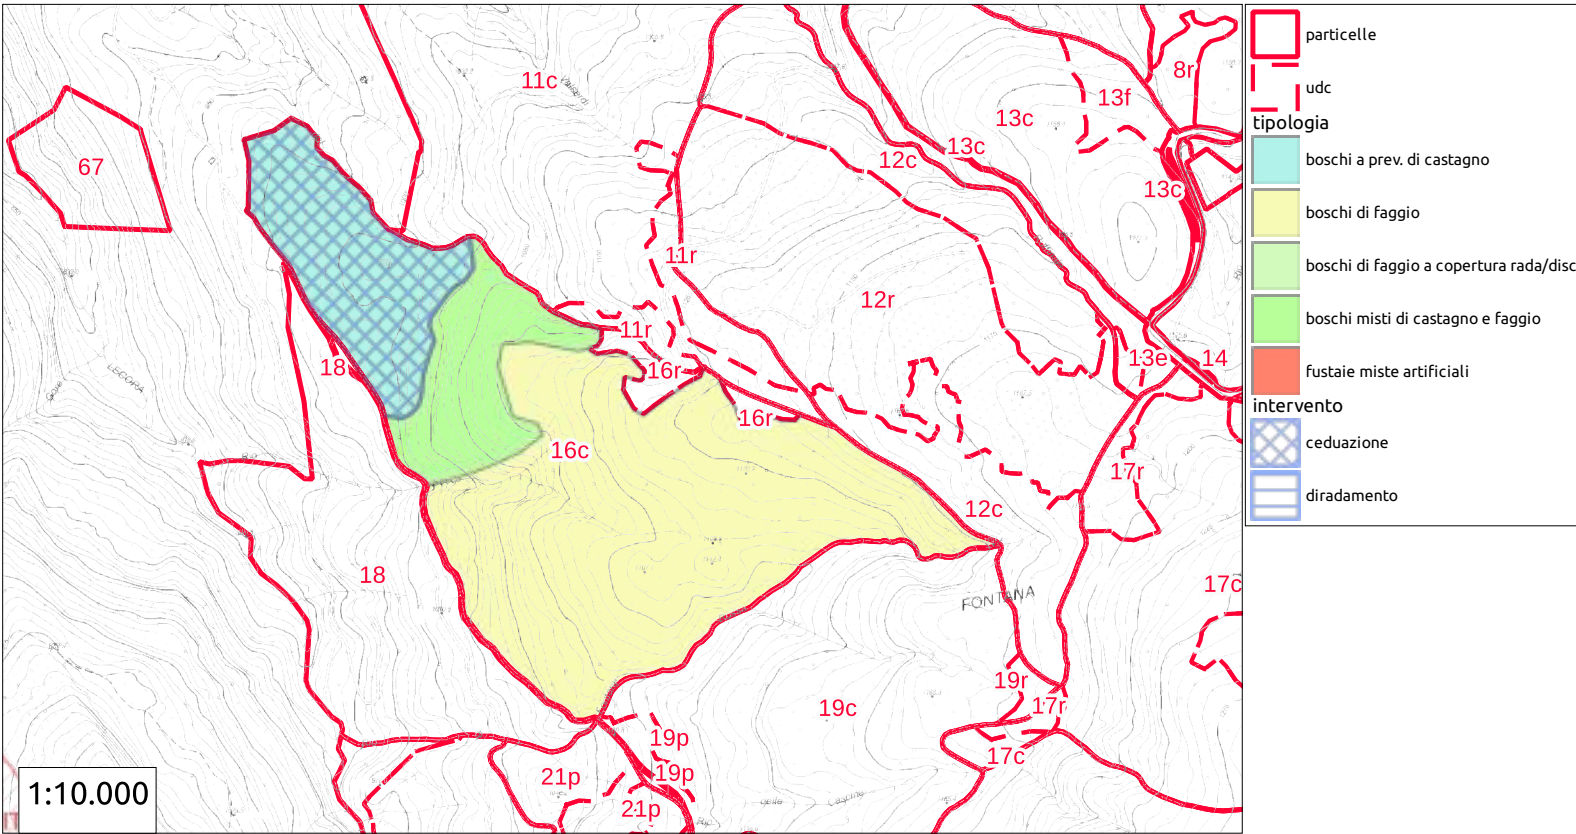 11c
8r
13f
13c
13c
12c
67
13c
11r
12r
11r
18
16r
13e
14
16r
16c
17r
12c
18
FONTANA
17c
19r
17r
19c
19p
17c
19p
21p
21p
LECORA
1:10.000
particelle
udc
tipologia
boschi a prev. di castagno
boschi di faggio
boschi di faggio a copertura rada/disc
boschi misti di castagno e faggio
fustaie miste artificiali
intervento
ceduazione
diradamento